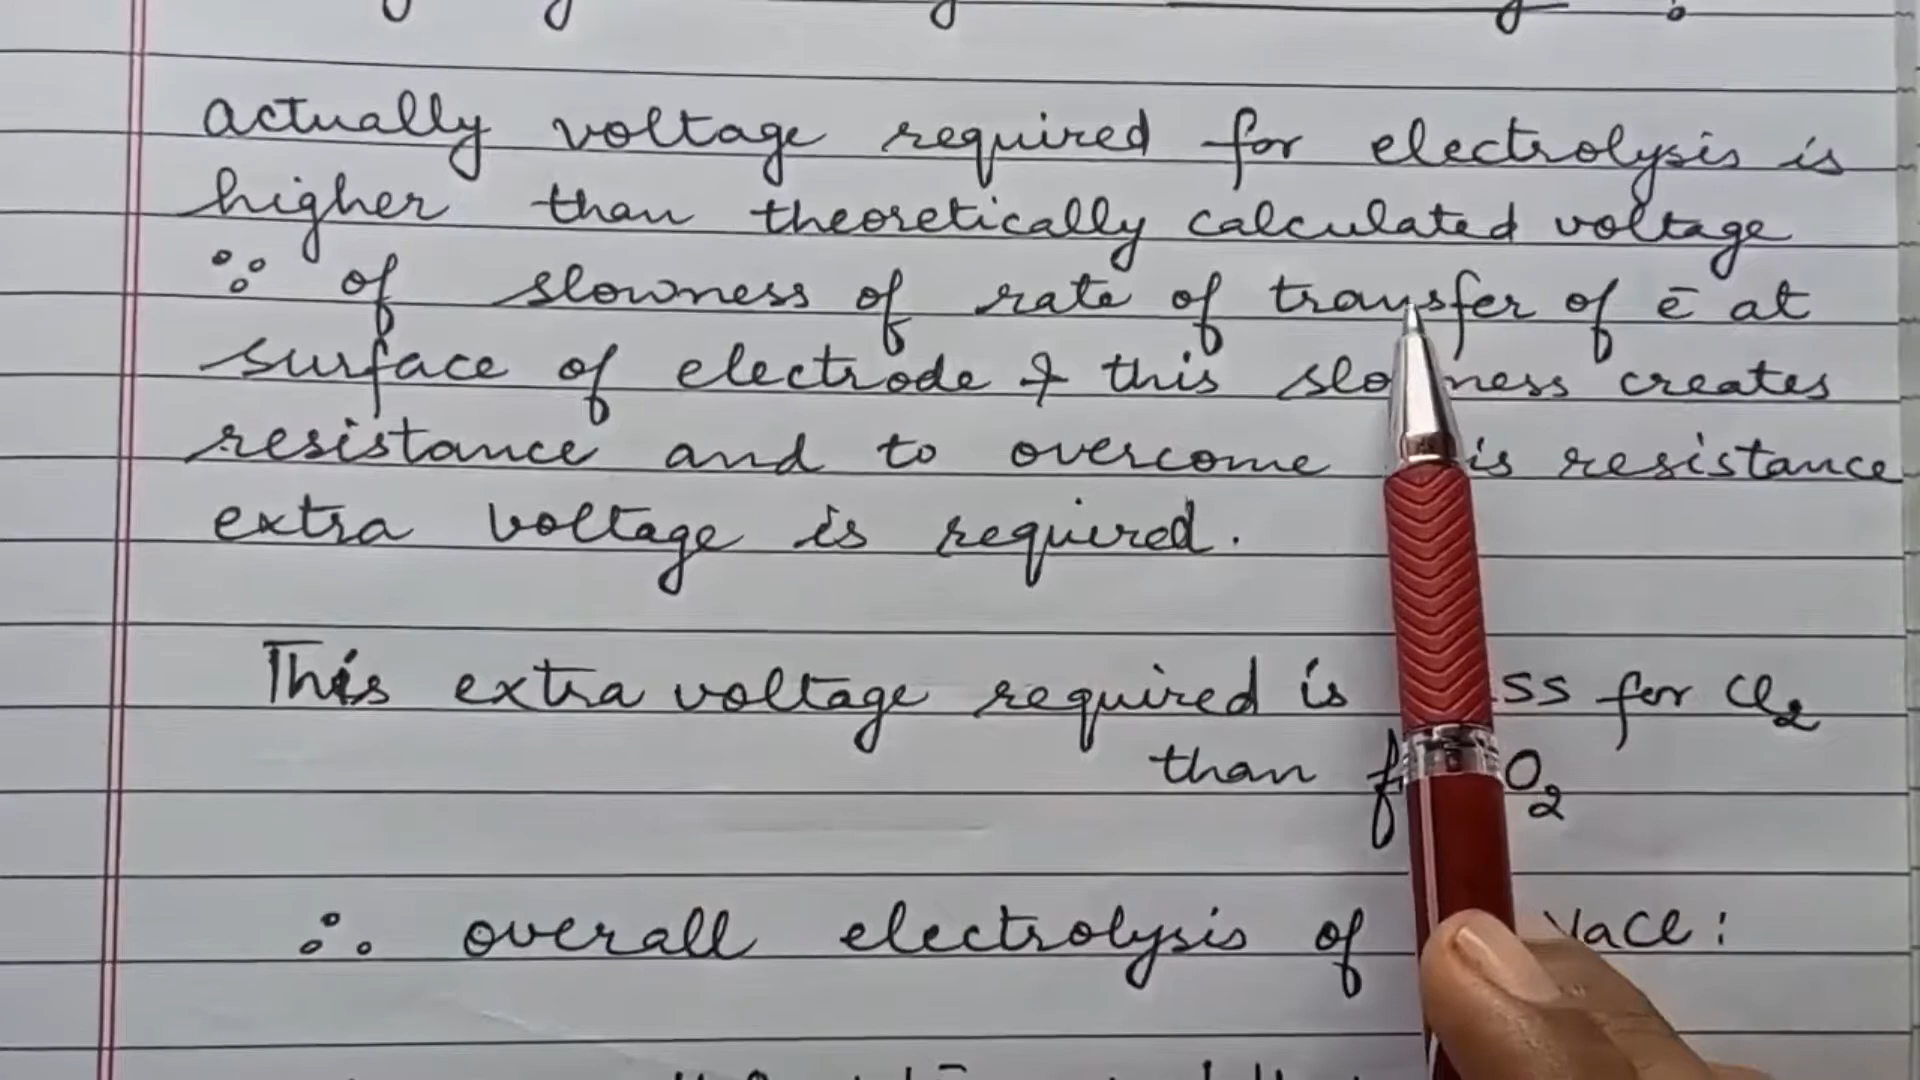 actually voltage required for electrolysis is
higher than theoretically calculated voltage
∵ of slowness of rate of transfer of ē at
surface of electrode & this slowness creates
resistance and to overcome is resistance
extra voltage is required.
This extra voltage required is for Cl₂
than O₂
∴ overall electrolysis of NaCl: